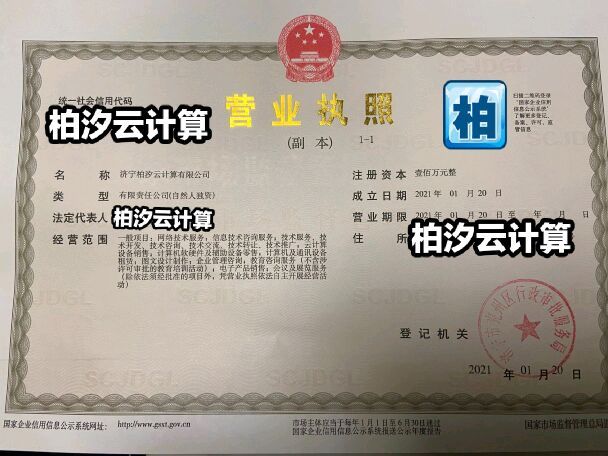 统一社会信用代码
柏汐云计算
营业执照
(副 本) 1-1
柏
扫描二维码登录
‘国家企业信用
信息公示系统’
了解更多登记、
备案、许可、监
管信息
名 称 济宁柏汐云计算有限公司
类 型 有限责任公司(自然人独资)
法定代表人 柏汐云计算
经营范围 一般项目：网络技术服务；信息技术咨询服务；技术服务、技
术开发、技术咨询、技术交流、技术转让、技术推广；云计算
设备销售；计算机软硬件及辅助设备零售；计算机及通讯设备
租赁；图文设计制作；企业管理咨询；教育咨询服务（不含涉
许可审批的教育培训活动）；电子产品销售；会议及展览服务
（除依法须经批准的项目外，凭营业执照依法自主开展经营活
动）
注册资本 壹佰万元整
成立日期 2021年 01月 20日
营业期限 2021年 01月 20日至 年 月 日
住 所
柏汐云计算
登记机关
2021 年 01 月 20 日
国家企业信用信息公示系统网址： http://www.gsxt.gov.cn
市场主体应当于每年1月1日至6月30日通过
国家企业信用信息公示系统报送公示年度报告
国家市场监督管理总局监